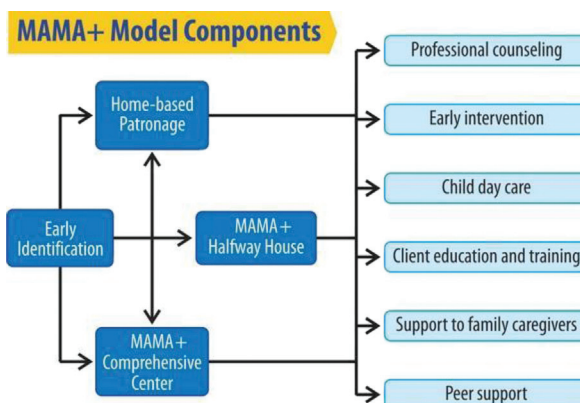 MAMA+ Model Components
Home-based
Patronage
Early
Identification
MAMA+
Halfway House
MAMA+
Comprehensive
Center
Professional counseling
Early intervention
Child day care
Client education and training
Support to family caregivers
Peer support